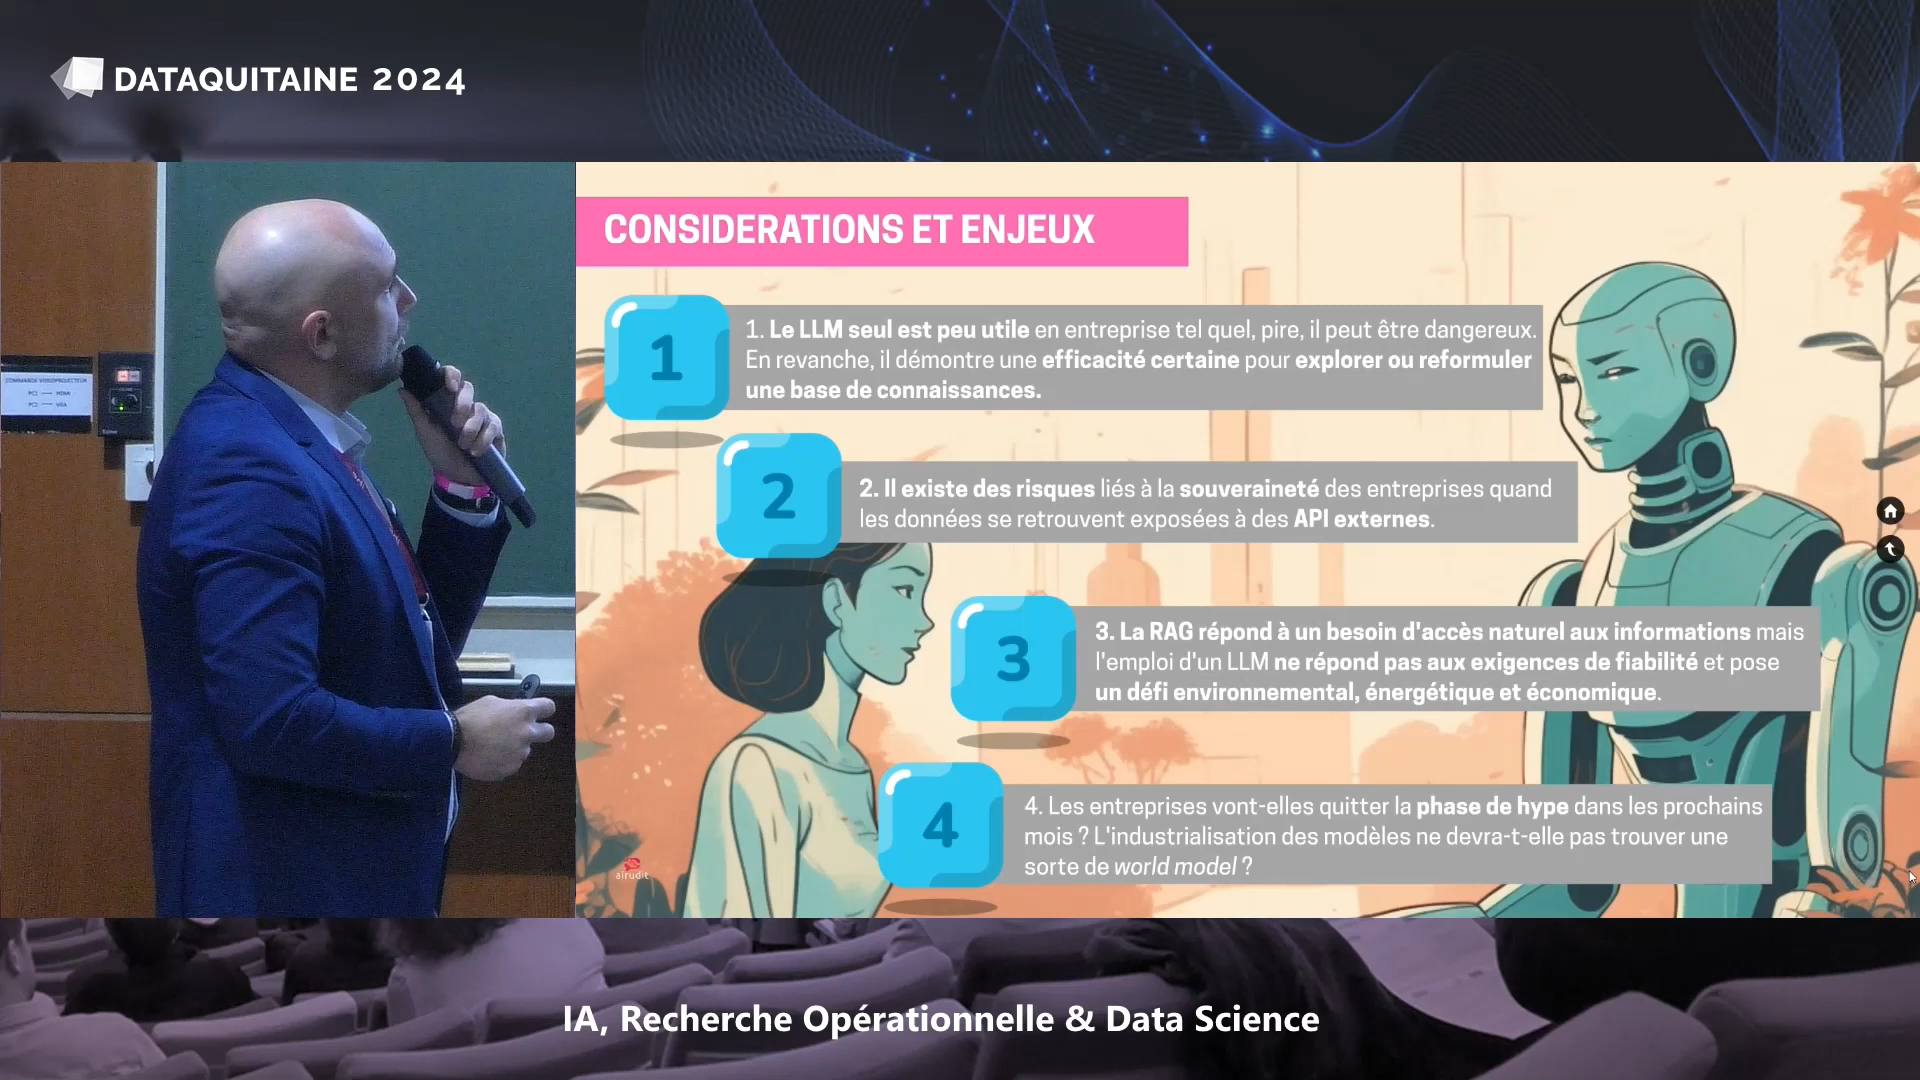 DATAQUITAINE 2024
COMMANDE VIDEOPROJECTEUR
CONSIDERATIONS ET ENJEUX
1
1. Le LLM seul est peu utile en entreprise tel quel, pire, il peut être dangereux.
En revanche, il démontre une efficacité certaine pour explorer ou reformuler
une base de connaissances.
2
2. Il existe des risques liés à la souveraineté des entreprises quand
les données se retrouvent exposées à des API externes.
3
3. La RAG répond à un besoin d'accès naturel aux informations mais
l'emploi d'un LLM ne répond pas aux exigences de fiabilité et pose
un défi environnemental, énergétique et économique.
4
4. Les entreprises vont-elles quitter la phase de hype dans les prochains
mois ? L'industrialisation des modèles ne devra-t-elle pas trouver une
sorte de world model ?
airudit
IA, Recherche Opérationnelle & Data Science